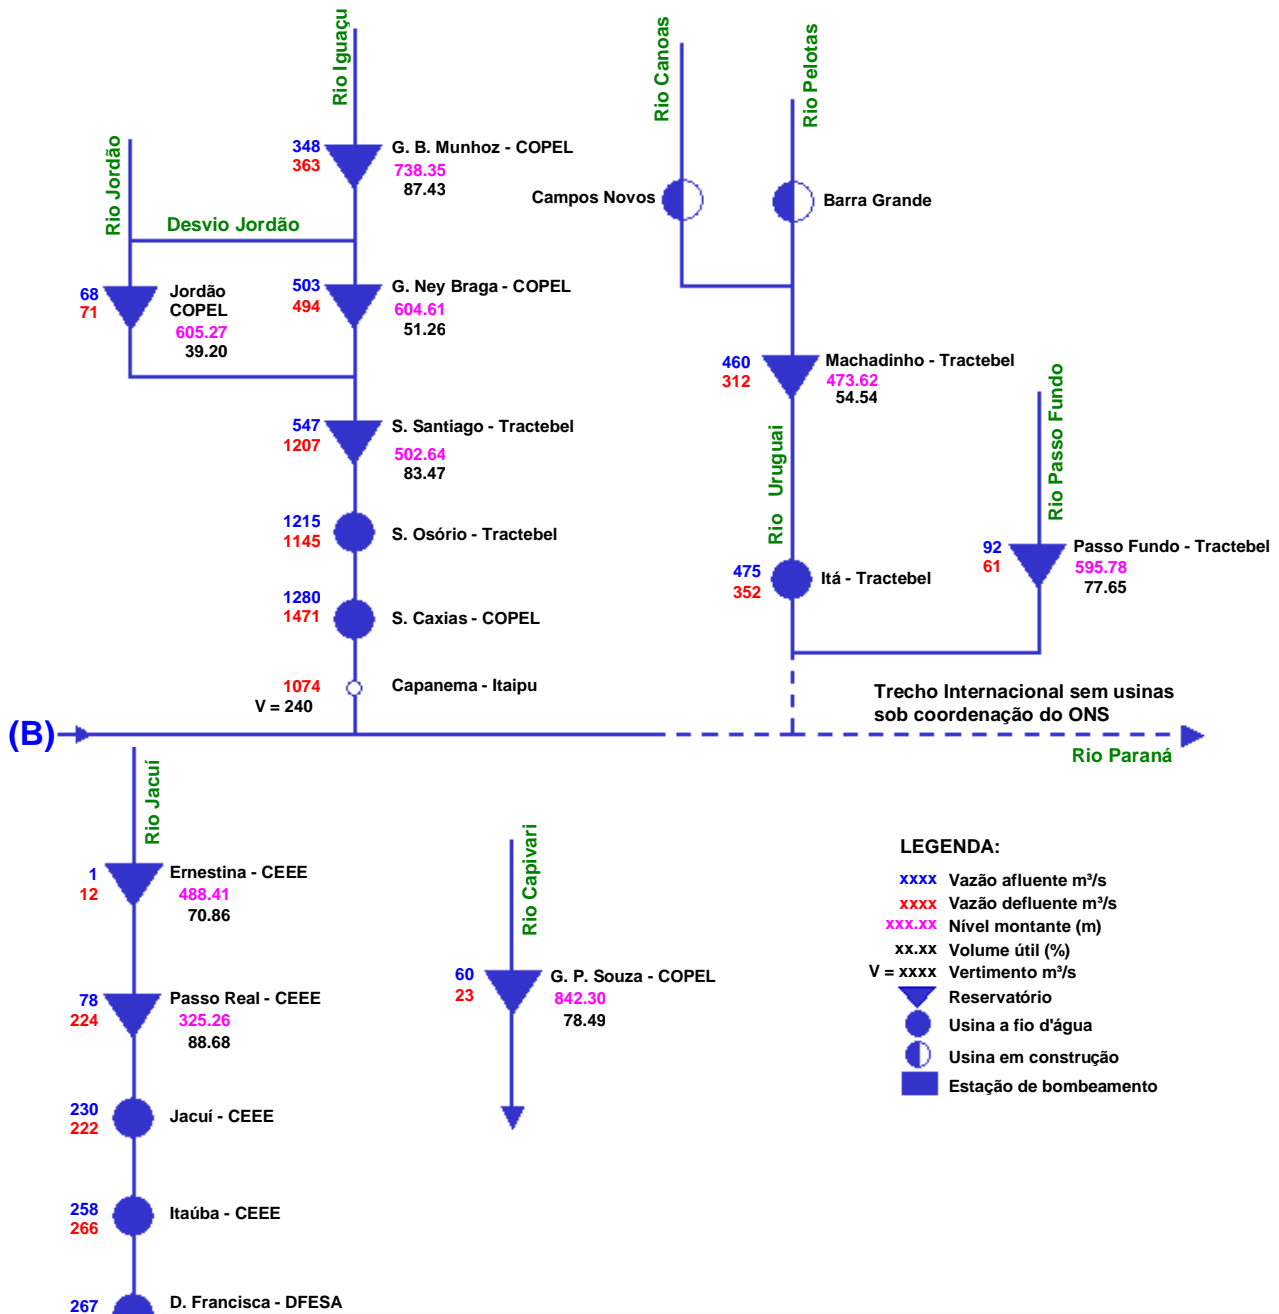 Rio Iguaçu
Rio Canoas
Rio Pelotas
Rio Jordão
348
363
G. B. Munhoz - COPEL
738.35
87.43
Campos Novos
Barra Grande
Desvio Jordão
68
71
Jordão
COPEL
605.27
39.20
503
494
G. Ney Braga - COPEL
604.61
51.26
460
312
Machadinho - Tractebel
473.62
54.54
Rio Passo Fundo
547
1207
S. Santiago - Tractebel
502.64
83.47
Rio Uruguai
1215
1145
S. Osório - Tractebel
475
352
Itá - Tractebel
92
61
Passo Fundo - Tractebel
595.78
77.65
1280
1471
S. Caxias - COPEL
1074
V = 240
Capanema - Itaipu
Trecho Internacional sem usinas
sob coordenação do ONS
(B)
Rio Paraná
Rio Jacuí
1
12
Ernestina - CEEE
488.41
70.86
Rio Capivari
78
224
Passo Real - CEEE
325.26
88.68
60
23
G. P. Souza - COPEL
842.30
78.49
230
222
Jacuí - CEEE
258
266
Itaúba - CEEE
267
D. Francisca - DFESA
LEGENDA:
xxxx Vazão afluente m³/s
xxxx Vazão defluente m³/s
xxx.xx Nível montante (m)
xx.xx Volume útil (%)
V = xxxx Vertimento m³/s
Reservatório
Usina a fio d'água
Usina em construção
Estação de bombeamento